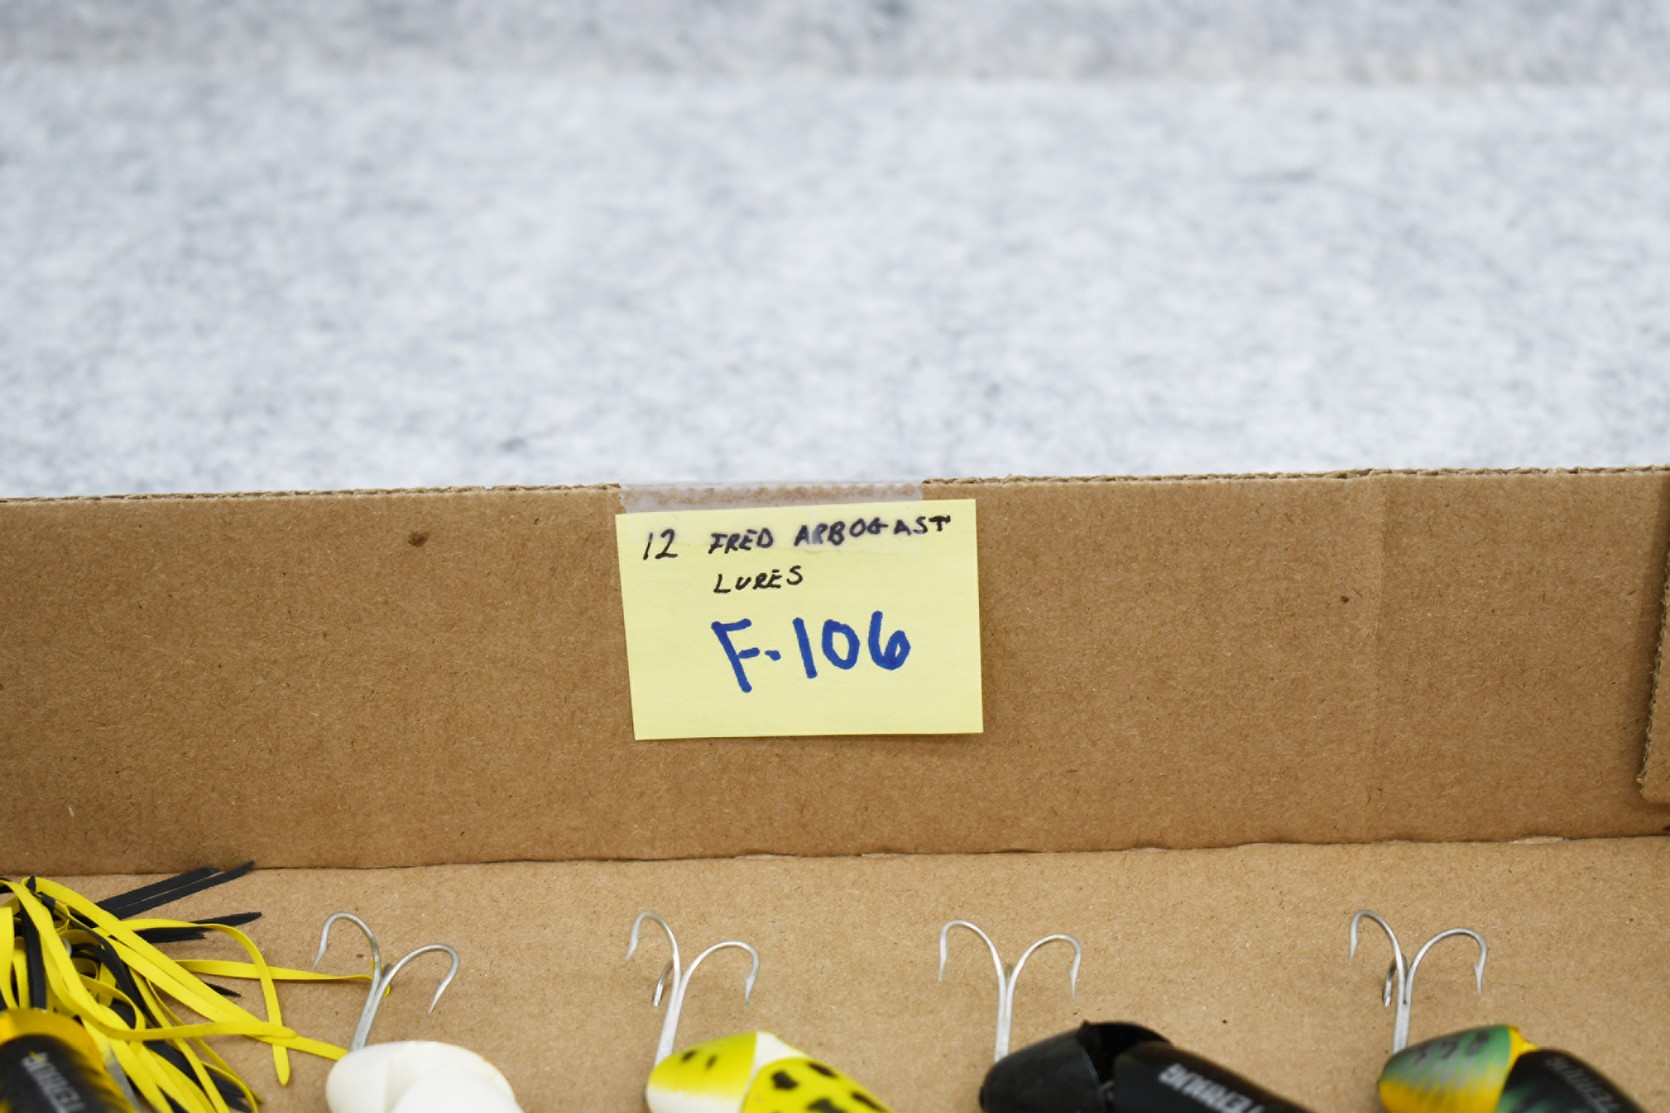 12 FRED ARBOGAST
LURES
F-106